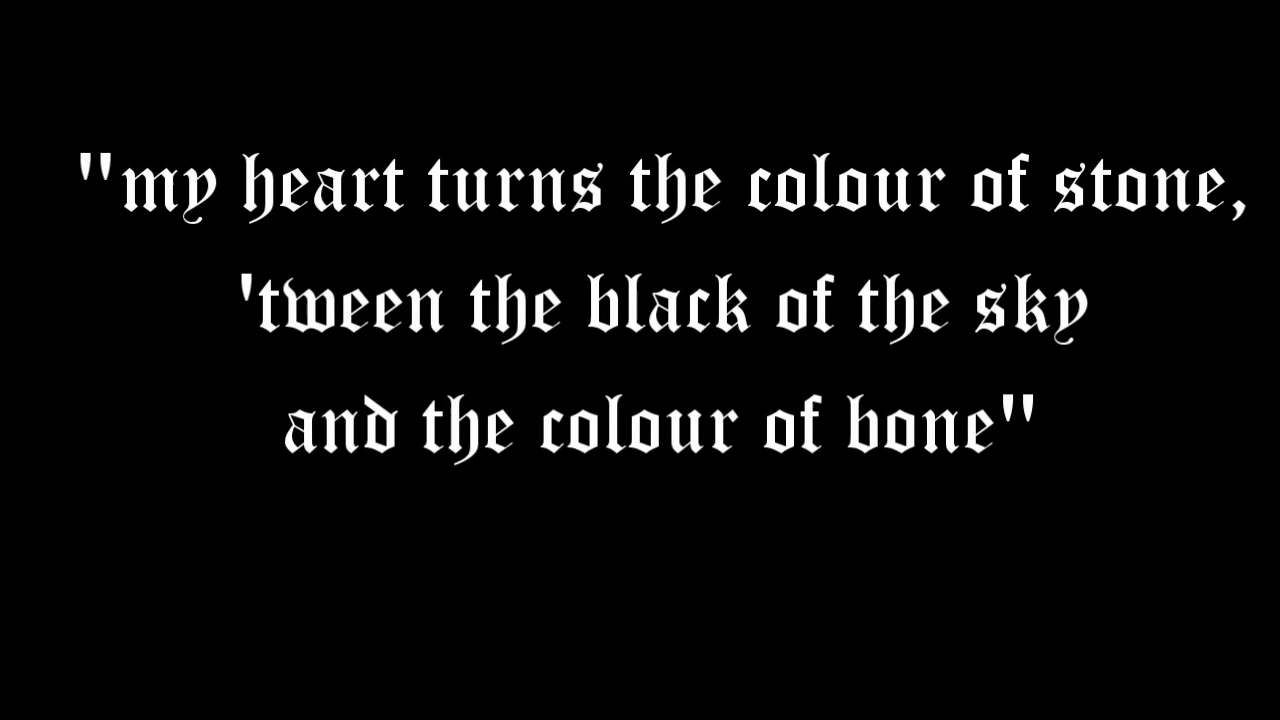 "my heart turns the colour of stone,
'tween the black of the sky
and the colour of bone"